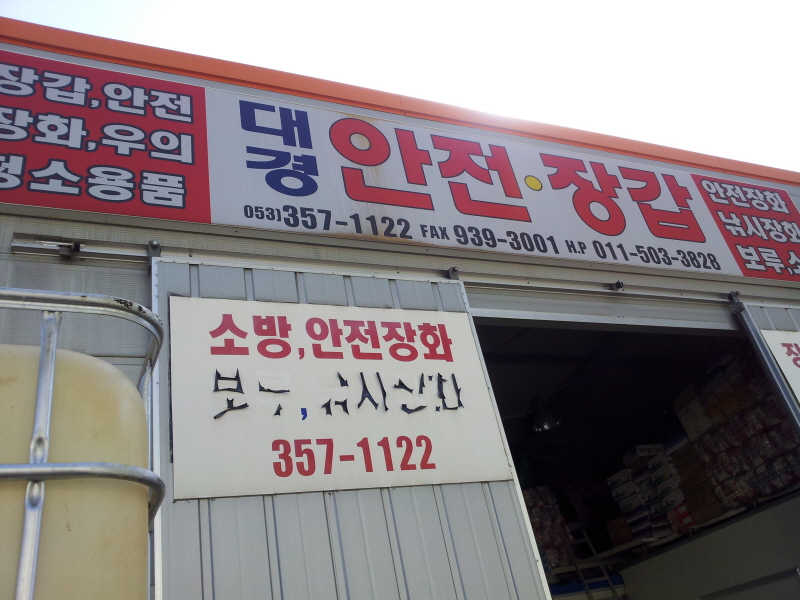 장갑,안전
장화,우의
소용품
대경 안전·장갑
053)357-1122 FAX 939-3001 H.P 011-503-3828
안전장화
낚시장화
보루,
소방,안전장화
357-1122